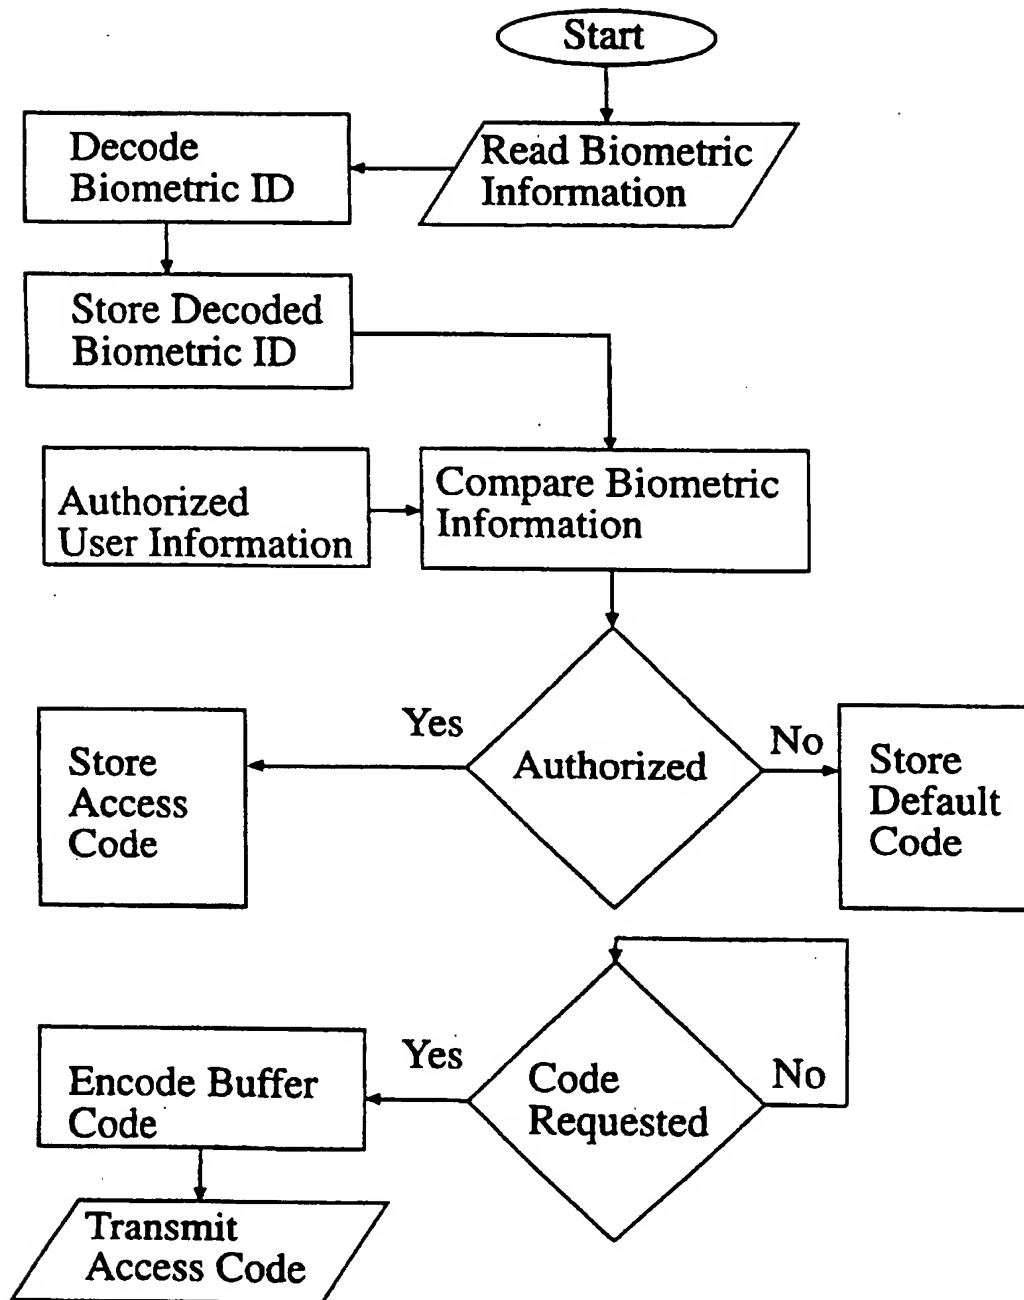 Start
Read Biometric
Information
Decode
Biometric ID
Store Decoded
Biometric ID
Authorized
User Information
Compare Biometric
Information
Authorized
Yes
No
Store
Access
Code
Store
Default
Code
Code
Requested
Yes
No
Encode Buffer
Code
Transmit
Access Code